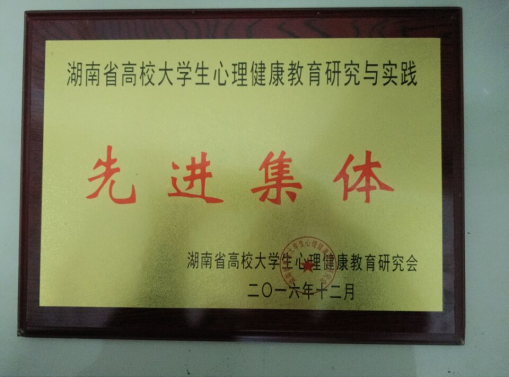 湖南省高校大学生心理健康教育研究与实践
先进集体
湖南省高校大学生心理健康教育研究会
二〇一六年十二月